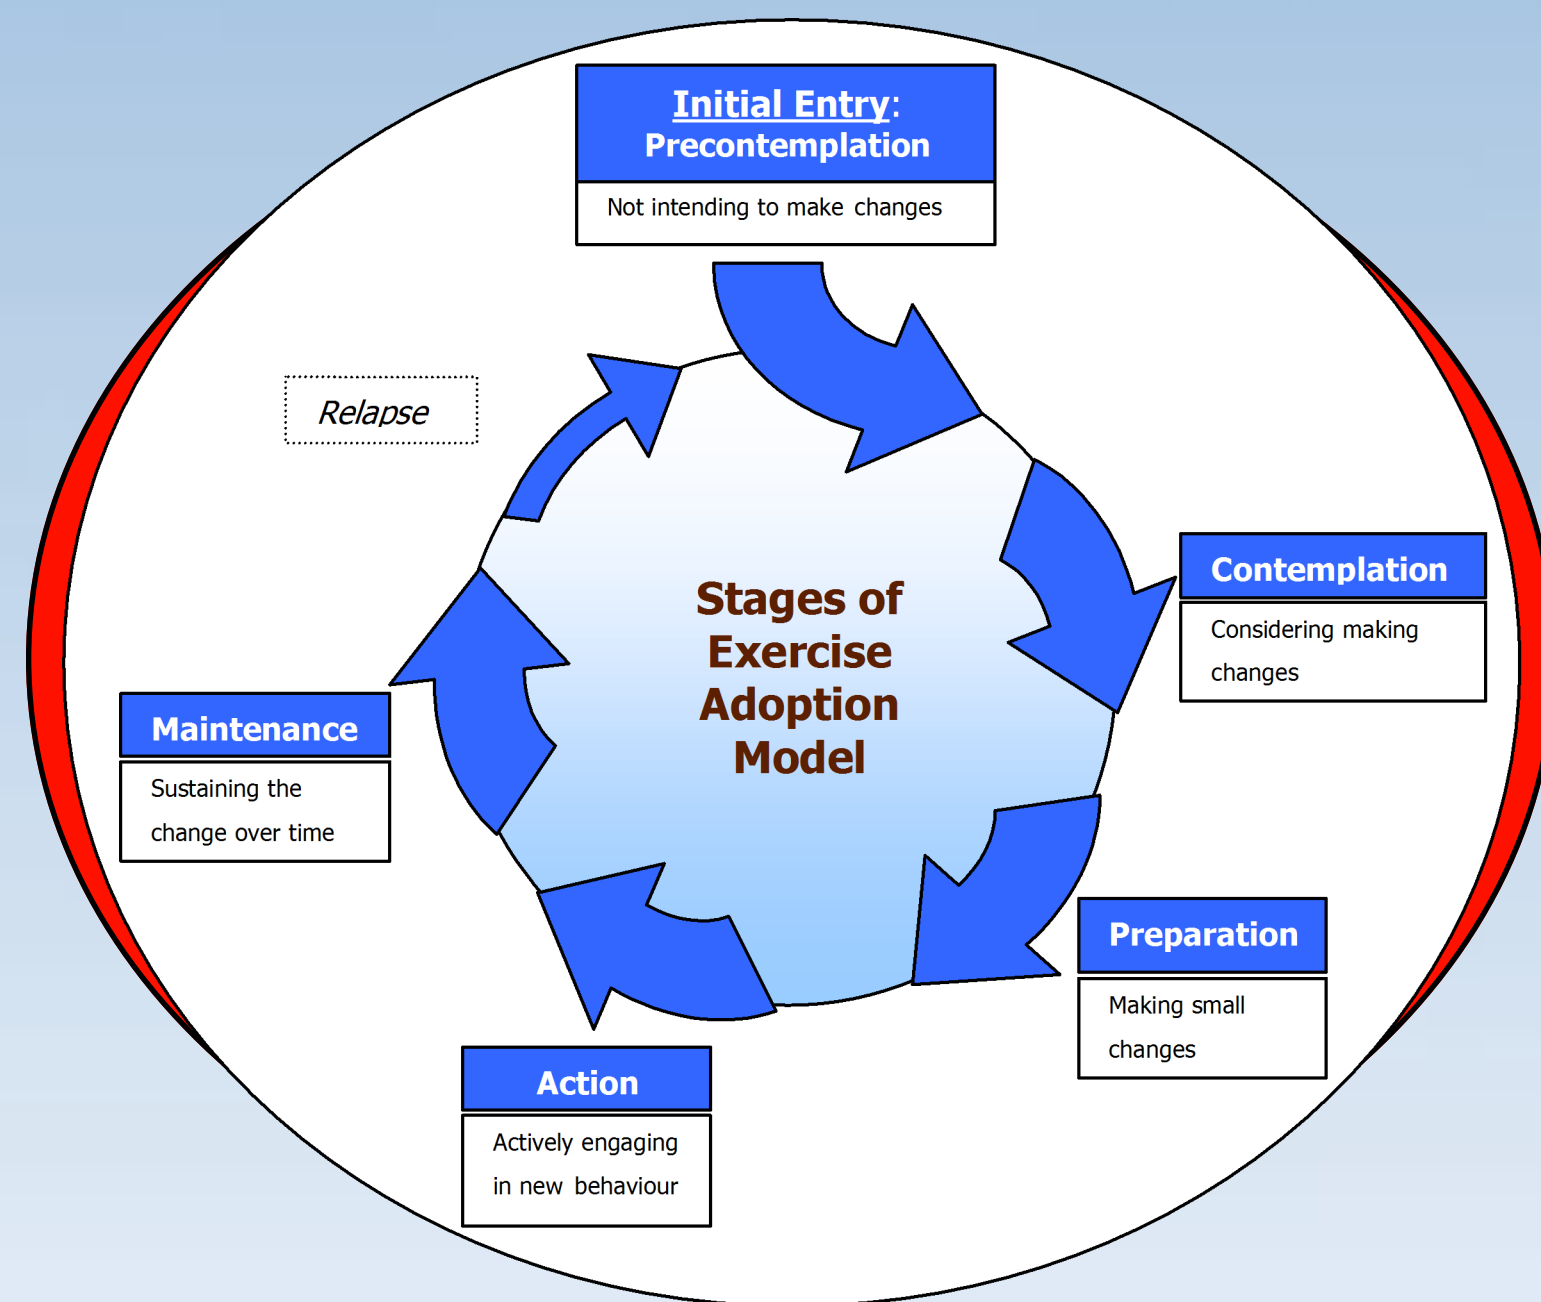 Initial Entry:
Precontemplation
Not intending to make changes
Relapse
Contemplation
Considering making
changes
Stages of
Exercise
Adoption
Model
Maintenance
Sustaining the
change over time
Preparation
Making small
changes
Action
Actively engaging
in new behaviour